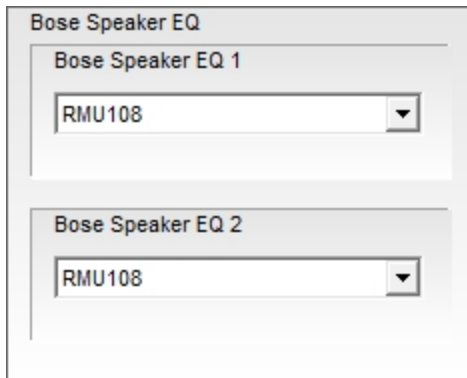 Bose Speaker EQ
Bose Speaker EQ 1
RMU108
Bose Speaker EQ 2
RMU108